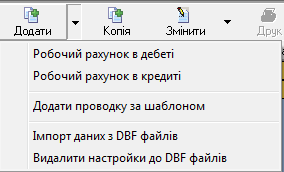 Додати Копія Змінити Друк
Робочий рахунок в дебеті
Робочий рахунок в кредиті
Додати проводку за шаблоном
Імпорт даних з DBF файлів
Видалити настройки до DBF файлів